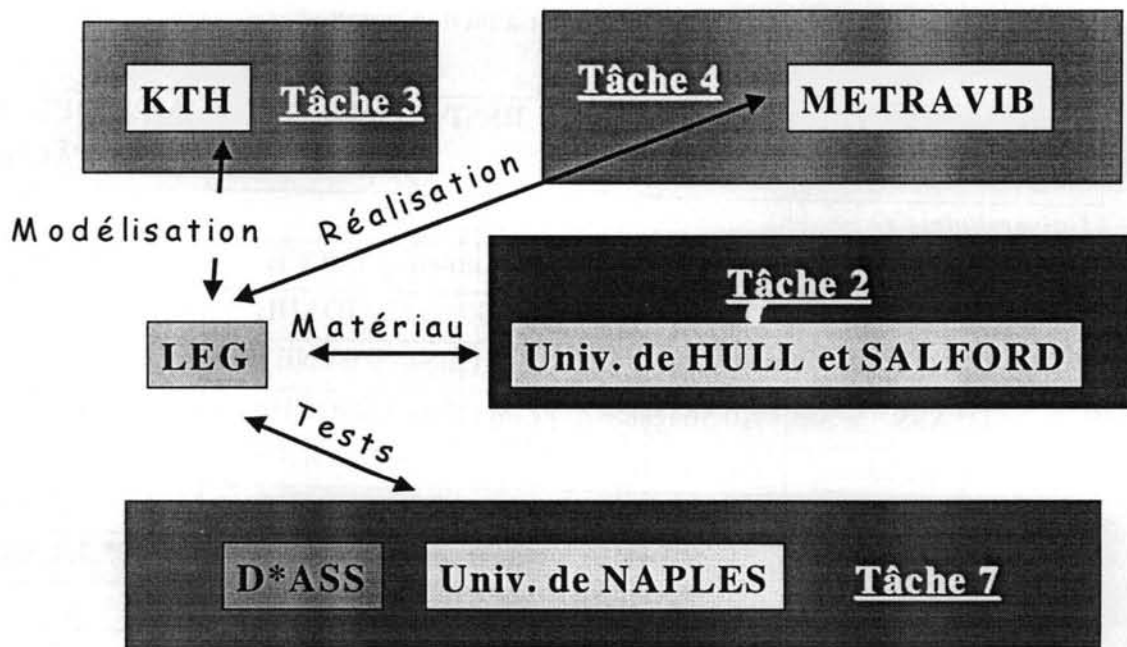 KTH Tâche 3
Tâche 4 METRAVIB
Modélisation
Réalisation
Tâche 2
LEG
Matériau
Univ. de HULL et SALFORD
Tests
D*ASS Univ. de NAPLES Tâche 7